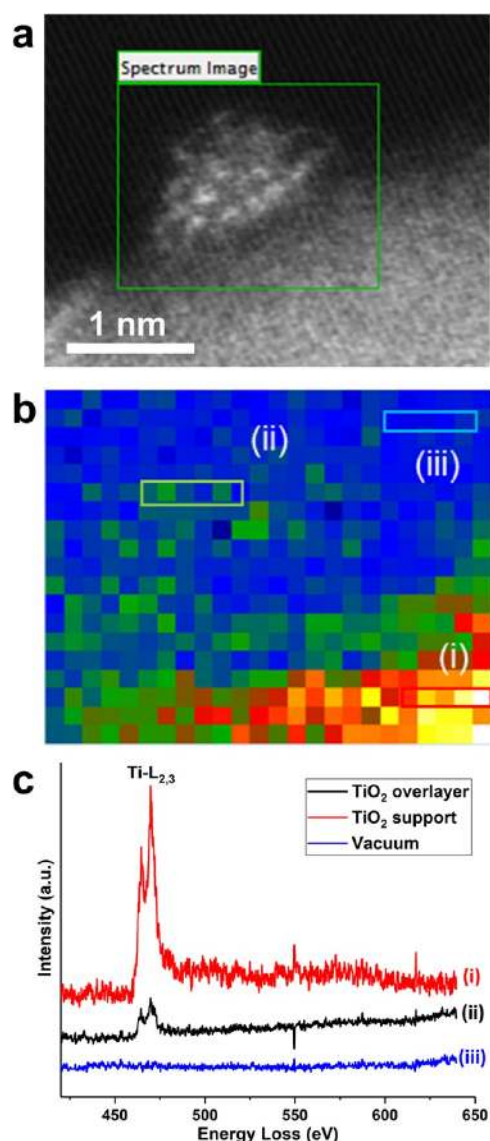 a
Spectrum Image
1 nm
b
(ii)
(iii)
(i)
c
Ti-L2,3
TiO2 overlayer
TiO2 support
Vacuum
Intensity (a.u.)
(i)
(ii)
(iii)
450 500 550 600 650
Energy Loss (eV)